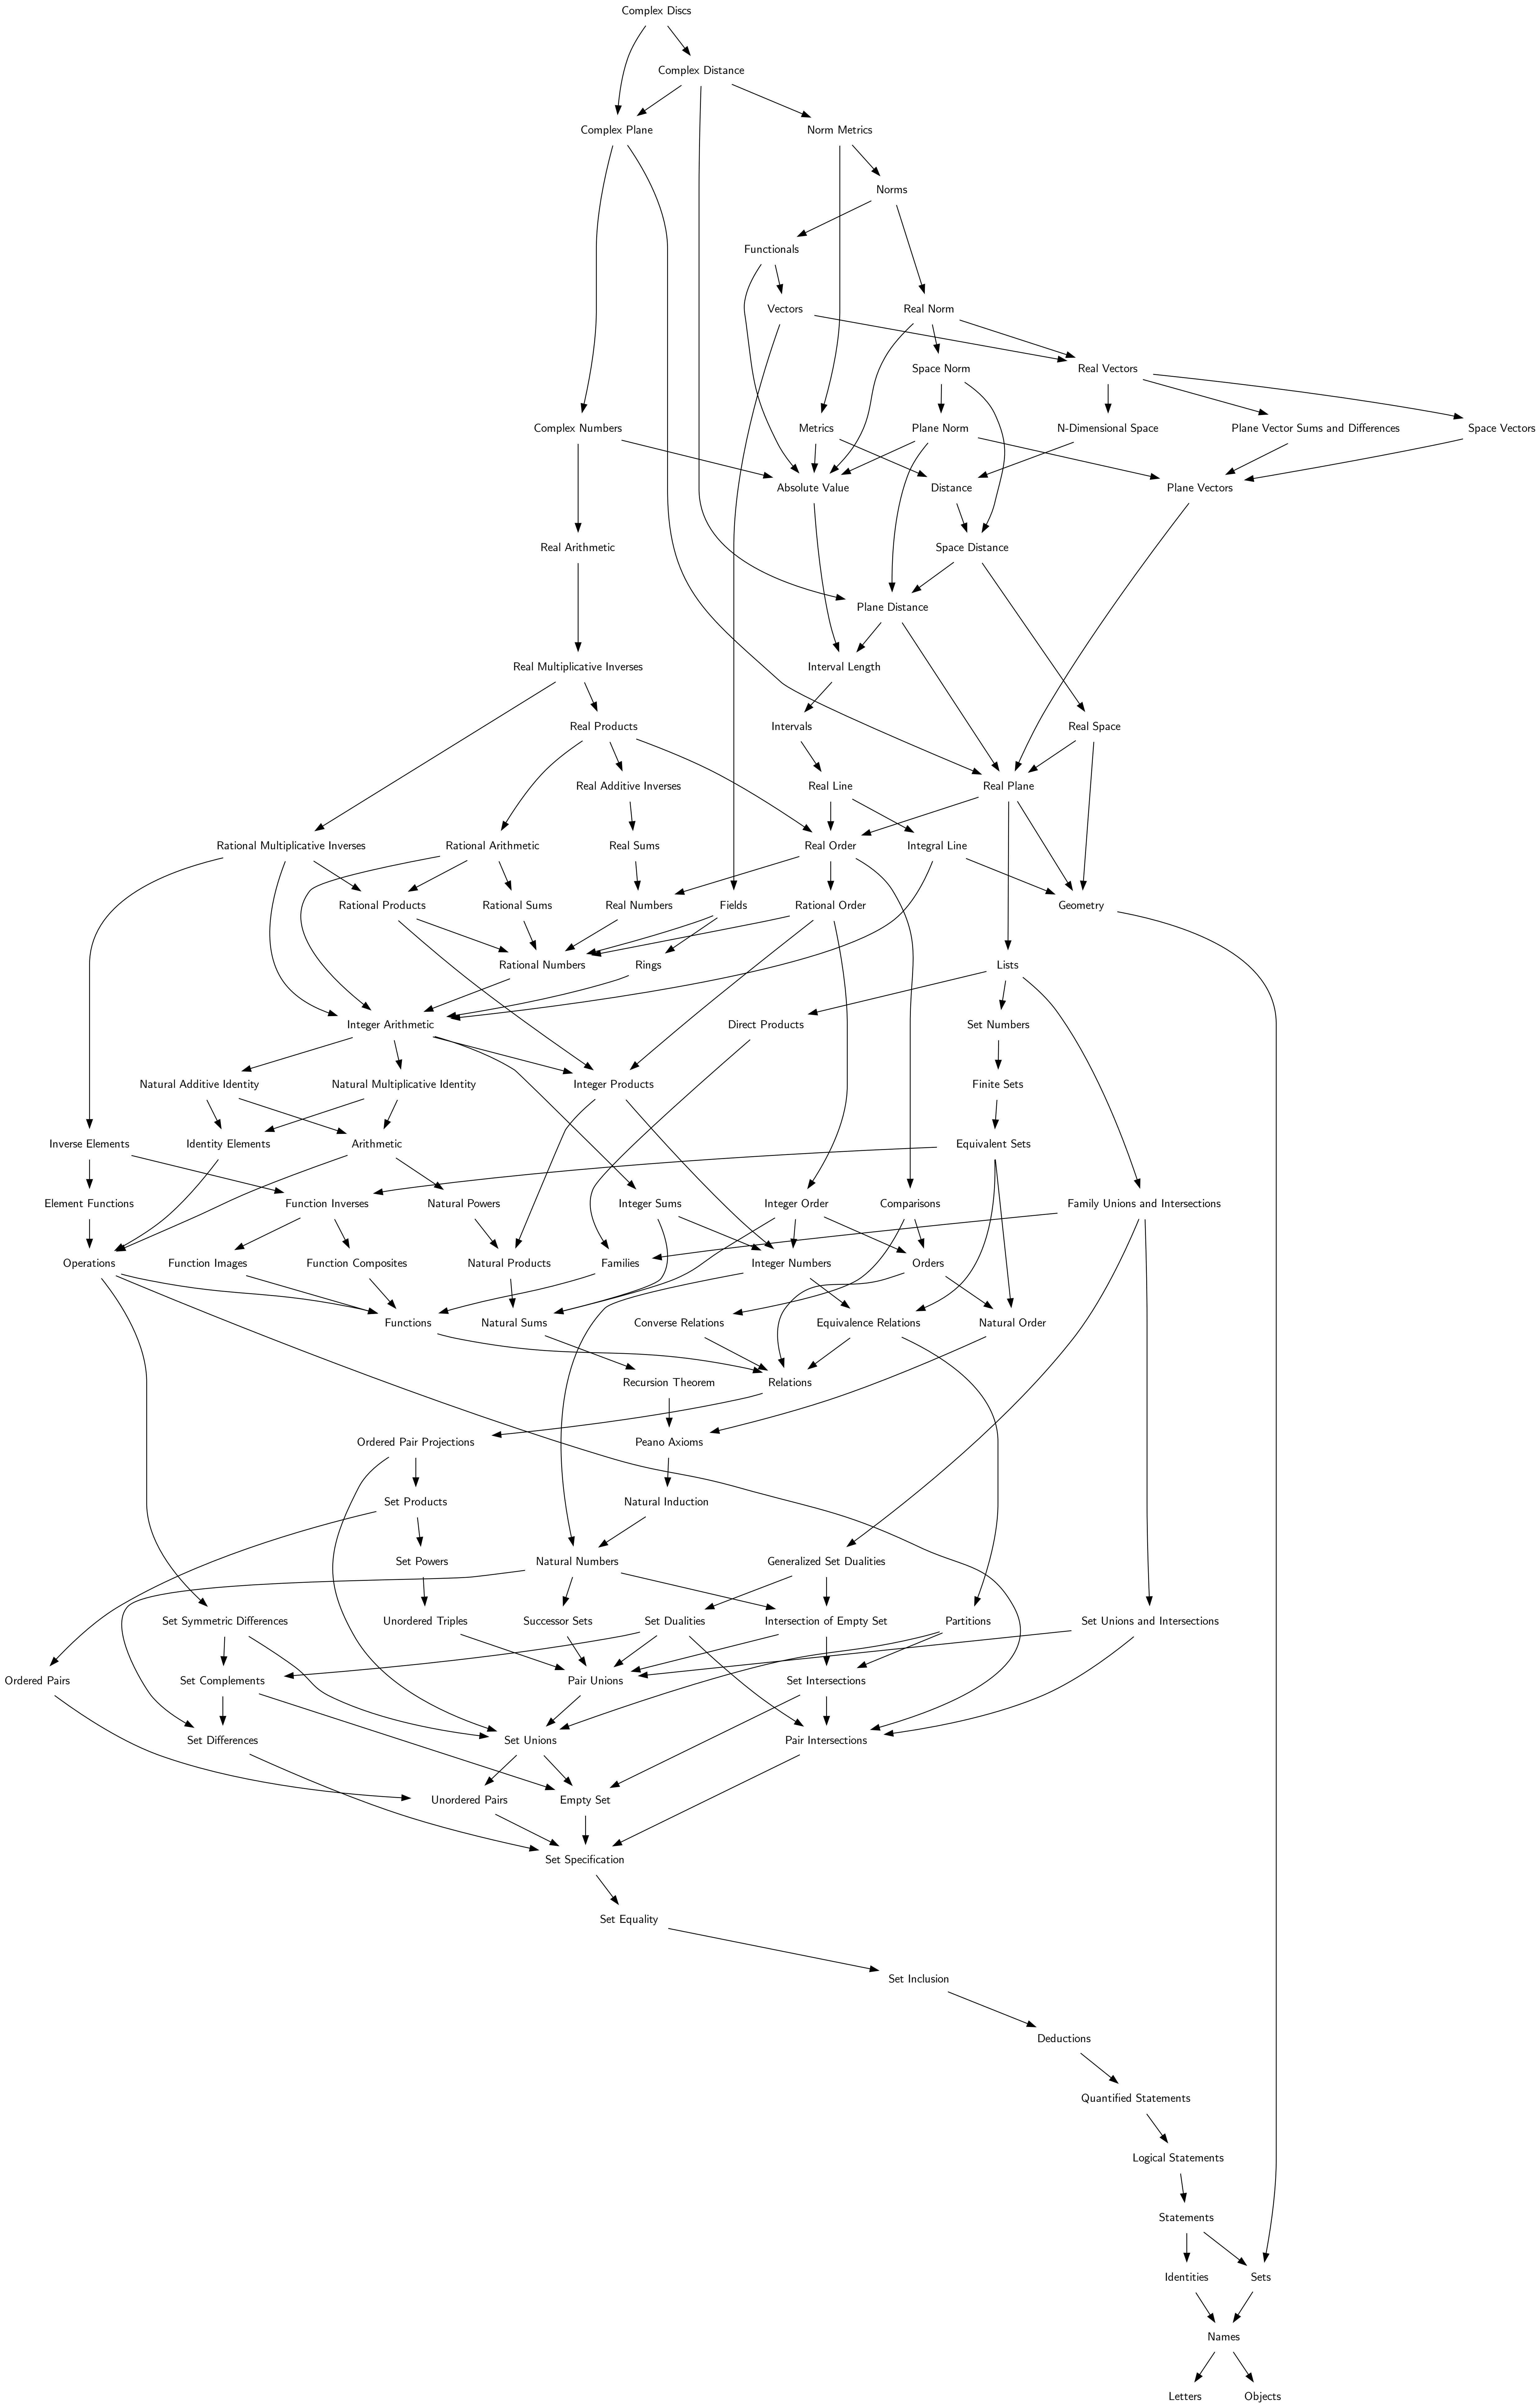 Complex Discs
Complex Distance
Complex Plane
Norm Metrics
Norms
Functionals
Vectors
Real Norm
Space Norm
Real Vectors
Complex Numbers
Metrics
Plane Norm
N-Dimensional Space
Plane Vector Sums and Differences
Space Vectors
Absolute Value
Distance
Plane Vectors
Real Arithmetic
Space Distance
Plane Distance
Real Multiplicative Inverses
Interval Length
Real Products
Intervals
Real Space
Real Additive Inverses
Real Line
Real Plane
Rational Multiplicative Inverses
Rational Arithmetic
Real Sums
Real Order
Integral Line
Rational Products
Rational Sums
Real Numbers
Fields
Rational Order
Geometry
Rational Numbers
Rings
Lists
Integer Arithmetic
Direct Products
Set Numbers
Natural Additive Identity
Natural Multiplicative Identity
Integer Products
Finite Sets
Inverse Elements
Identity Elements
Arithmetic
Equivalent Sets
Element Functions
Function Inverses
Natural Powers
Integer Sums
Integer Order
Comparisons
Family Unions and Intersections
Operations
Function Images
Function Composites
Natural Products
Families
Integer Numbers
Orders
Functions
Natural Sums
Converse Relations
Equivalence Relations
Natural Order
Recursion Theorem
Relations
Ordered Pair Projections
Peano Axioms
Set Products
Natural Induction
Set Powers
Natural Numbers
Generalized Set Dualities
Set Symmetric Differences
Unordered Triples
Successor Sets
Set Dualities
Intersection of Empty Set
Partitions
Set Unions and Intersections
Ordered Pairs
Set Complements
Pair Unions
Set Intersections
Set Differences
Set Unions
Pair Intersections
Unordered Pairs
Empty Set
Set Specification
Set Equality
Set Inclusion
Deductions
Quantified Statements
Logical Statements
Statements
Identities
Sets
Names
Letters
Objects